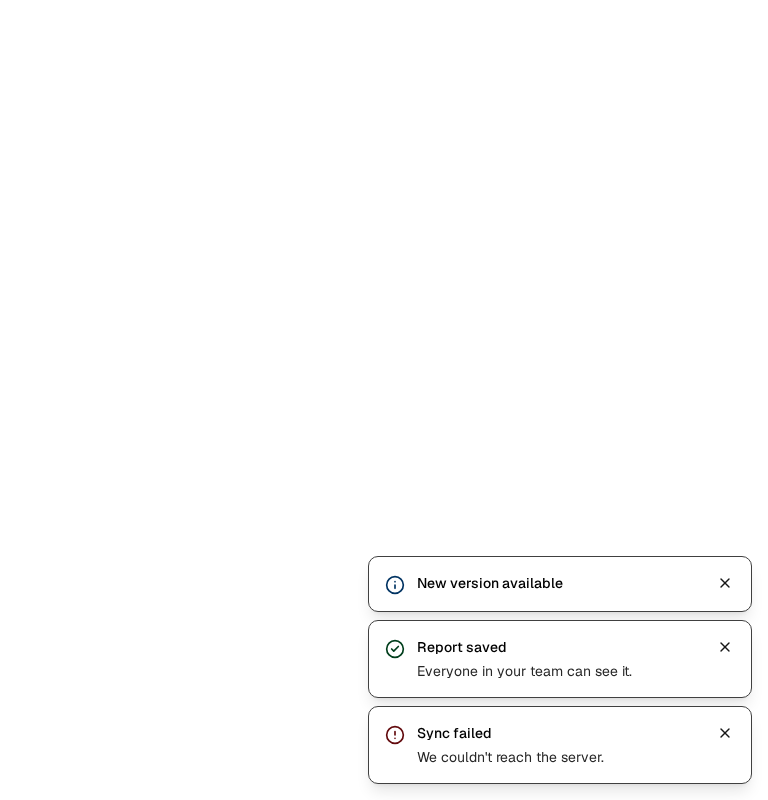 New version available
Report saved
Everyone in your team can see it.
Sync failed
We couldn't reach the server.